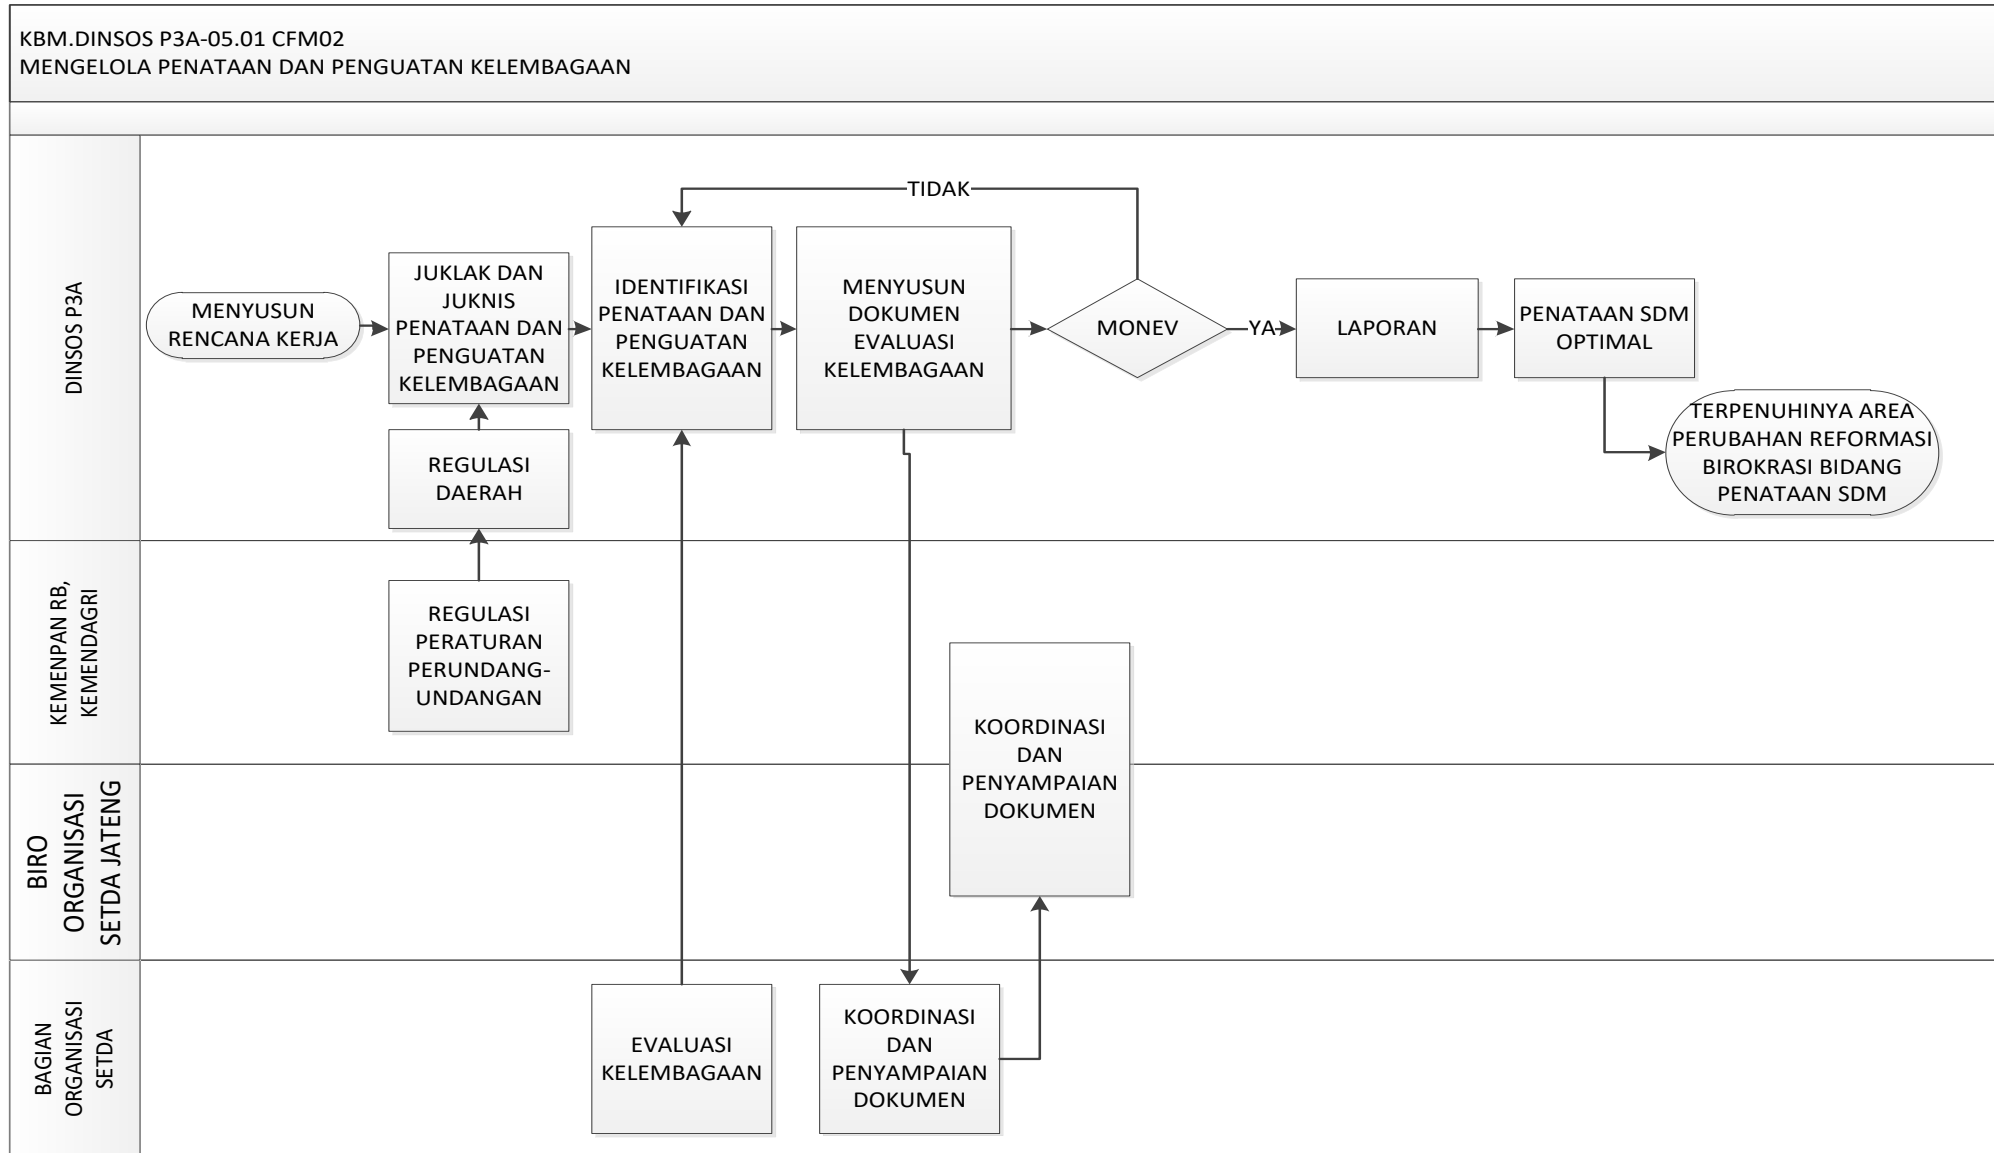 KBM.DINSOS P3A-05.01 CFM02
MENGELOLA PENATAAN DAN PENGUATAN KELEMBAGAAN
DINSOS P3A
MENYUSUN
RENCANA KERJA
JUKLAK DAN
JUKNIS
PENATAAN DAN
PENGUATAN
KELEMBAGAAN
REGULASI
DAERAH
IDENTIFIKASI
PENATAAN DAN
PENGUATAN
KELEMBAGAAN
TIDAK
MENYUSUN
DOKUMEN
EVALUASI
KELEMBAGAAN
MONEV
YA
LAPORAN
PENATAAN SDM
OPTIMAL
TERPENUHINYA AREA
PERUBAHAN REFORMASI
BIROKRASI BIDANG
PENATAAN SDM
KEMENPAN RB,
KEMENDAGRI
REGULASI
PERATURAN
PERUNDANG-
UNDANGAN
KOORDINASI
DAN
PENYAMPAIAN
DOKUMEN
BIRO
ORGANISASI
SETDA JATENG
BAGIAN
ORGANISASI
SETDA
EVALUASI
KELEMBAGAAN
KOORDINASI
DAN
PENYAMPAIAN
DOKUMEN